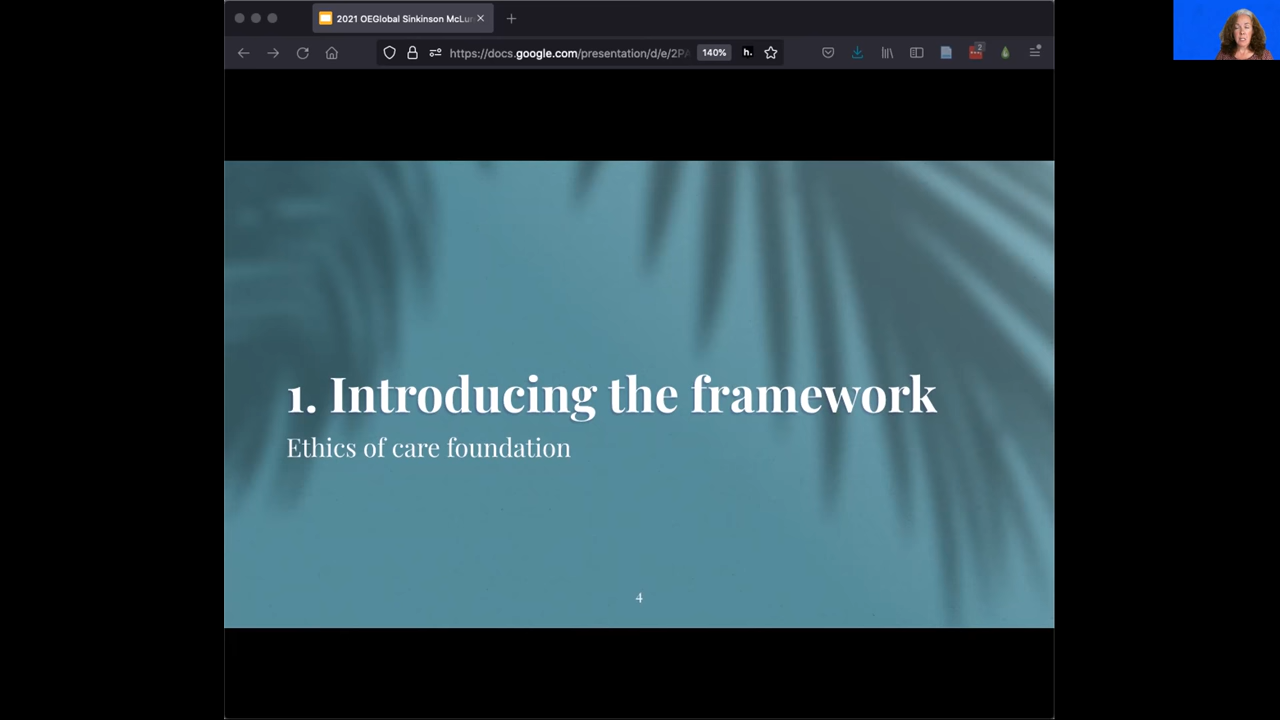 2021 OEGlobal Sinkinson McLu
https://docs.google.com/presentation/d/e/2P
140%
h.
2
1. Introducing the framework
Ethics of care foundation
4